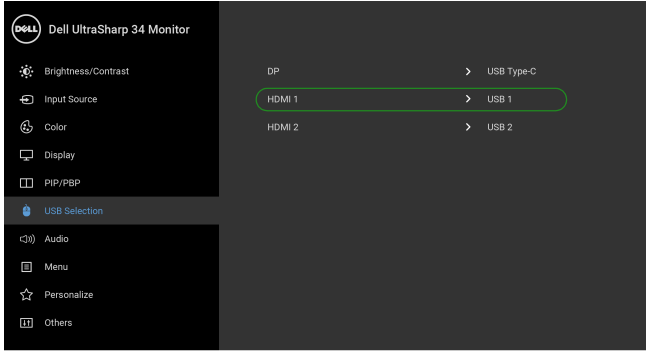 DELL Dell UltraSharp 34 Monitor
Brightness/Contrast
Input Source
Color
Display
PIP/PBP
USB Selection
Audio
Menu
Personalize
Others
DP > USB Type-C
HDMI 1 > USB 1
HDMI 2 > USB 2